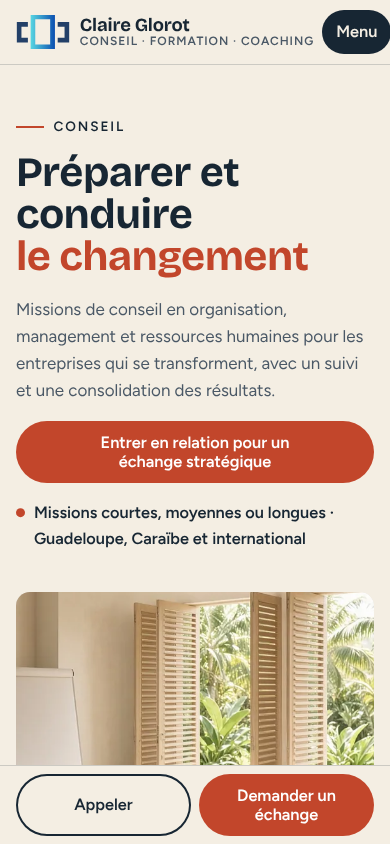 Claire Glorot
CONSEIL · FORMATION · COACHING
Menu
CONSEIL
Préparer et
conduire
le changement
Missions de conseil en organisation,
management et ressources humaines pour les
entreprises qui se transforment, avec un suivi
et une consolidation des résultats.
Entrer en relation pour un
échange stratégique
Missions courtes, moyennes ou longues ·
Guadeloupe, Caraïbe et international
Appeler
Demander un
échange